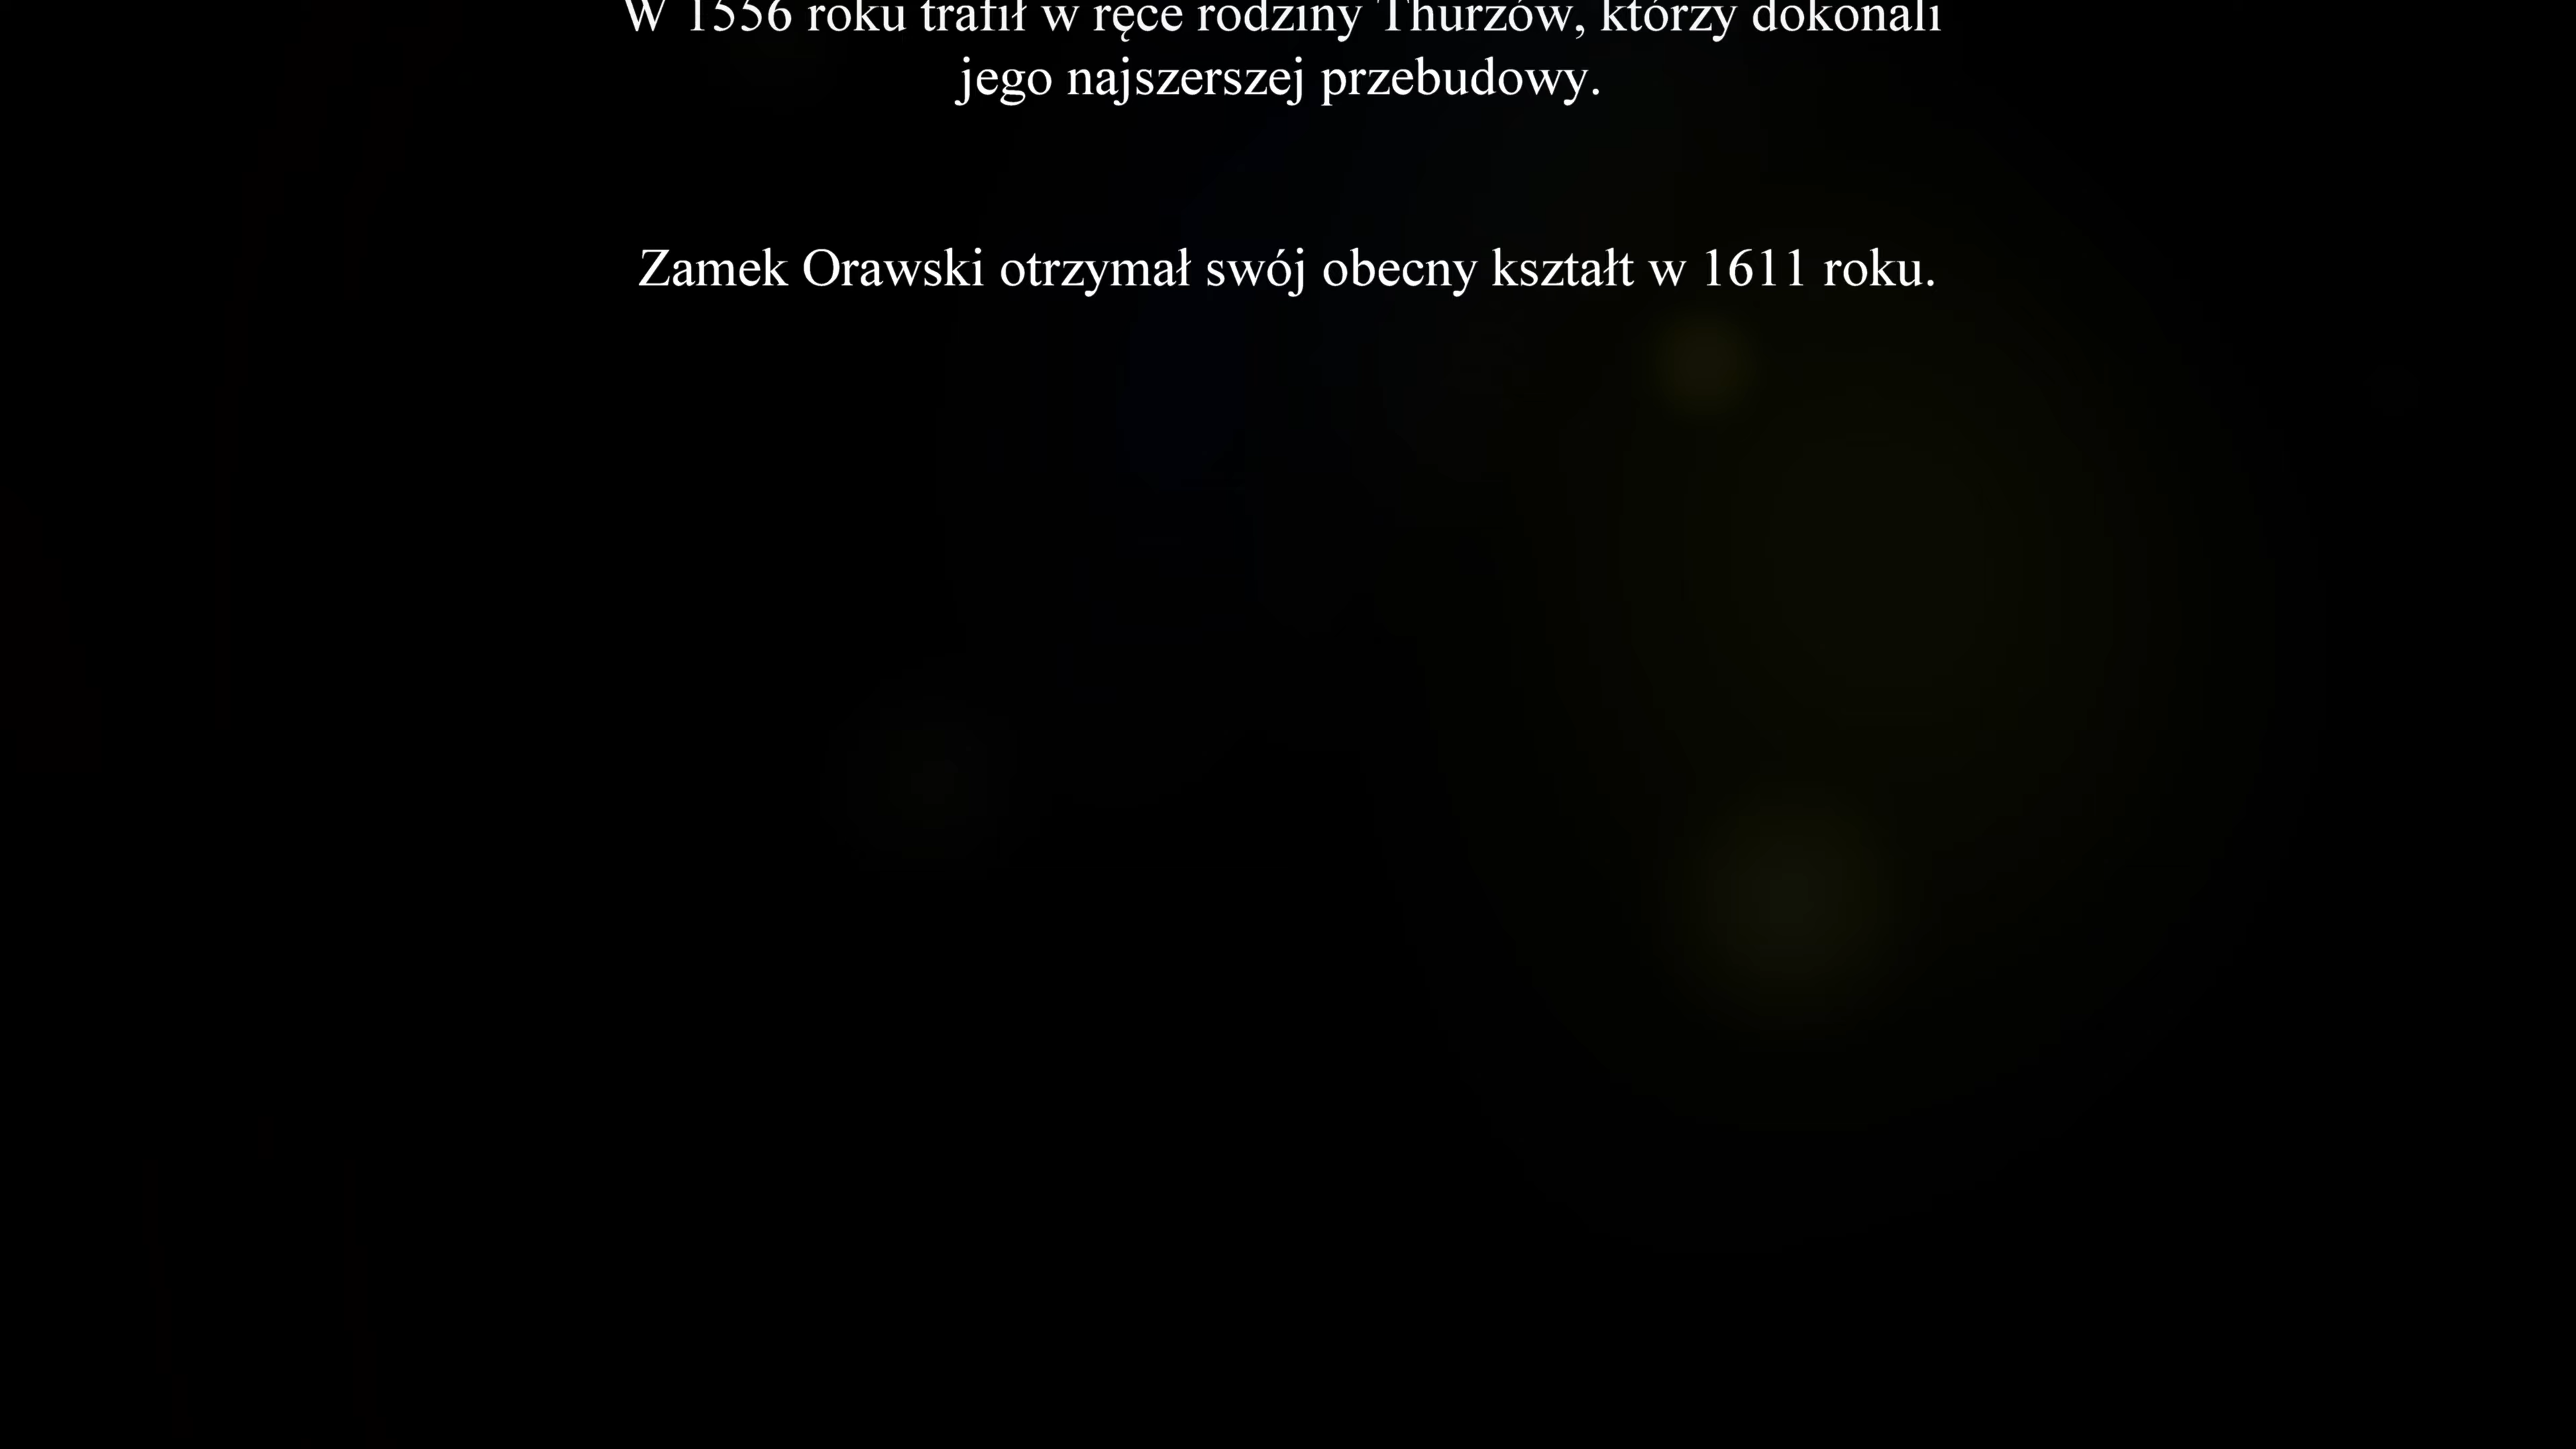 W 1556 roku trafił w ręce rodziny Thurzów, którzy dokonali
jego najszerszej przebudowy.
Zamek Orawski otrzymał swój obecny kształt w 1611 roku.